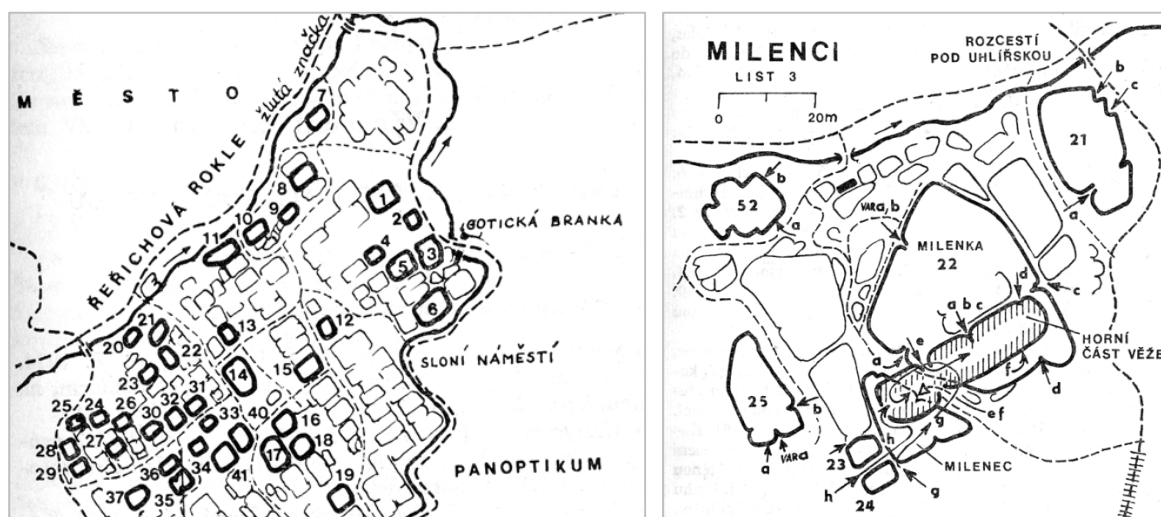 MĚSTO
ŘEŘICHOVÁ ROKLE
žlutá značka
GOTICKÁ BRANKA
SLONÍ NÁMĚSTÍ
PANOPTIKUM
8
9
10
11
1
2
3
4
5
6
12
13
14
15
16
17
18
19
20
21
22
23
24
25
26
27
28
29
30
31
32
33
34
35
36
37
40
41
MILENCI
LIST 3
0
20m
ROZCESTÍ
POD UHLÍŘSKOU
b
c
21
a
b
52
a
VAR a, b
MILENKA
22
c
d
a b c
HORNÍ
ČÁST VĚŽE
e
a
f
d
25
b
a
VAR a
e f
h
g
23
MILENEC
h
g
24